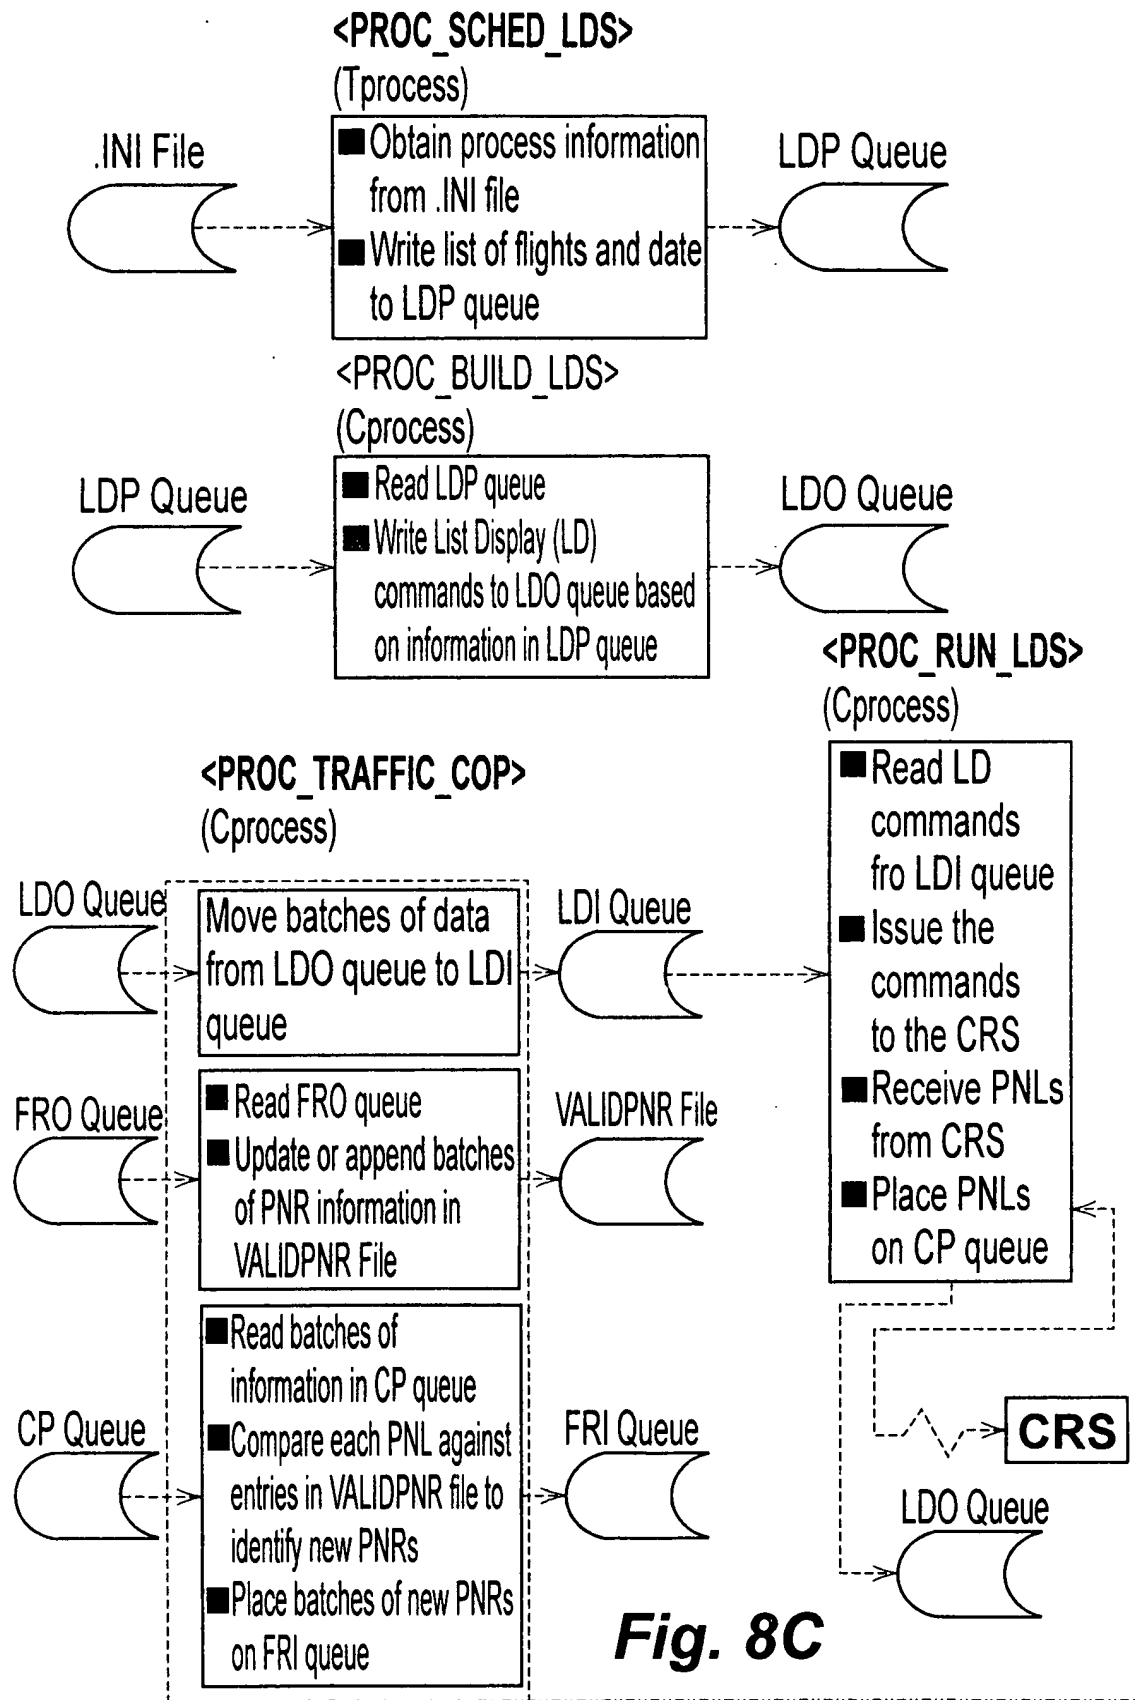 <PROC_SCHED_LDS>
(Tprocess)
.INI File
■ Obtain process information
from .INI file
■ Write list of flights and date
to LDP queue
LDP Queue
<PROC_BUILD_LDS>
(Cprocess)
LDP Queue
■ Read LDP queue
■ Write List Display (LD)
commands to LDO queue based
on information in LDP queue
LDO Queue
<PROC_RUN_LDS>
(Cprocess)
■ Read LD
commands
fro LDI queue
■ Issue the
commands
to the CRS
■ Receive PNLs
from CRS
■ Place PNLs
on CP queue
<PROC_TRAFFIC_COP>
(Cprocess)
LDO Queue
Move batches of data
from LDO queue to LDI
queue
LDI Queue
FRO Queue
■ Read FRO queue
■ Update or append batches
of PNR information in
VALIDPNR File
VALIDPNR File
CP Queue
■ Read batches of
information in CP queue
■ Compare each PNL against
entries in VALIDPNR file to
identify new PNRs
■ Place batches of new PNRs
on FRI queue
FRI Queue
CRS
LDO Queue
Fig. 8C